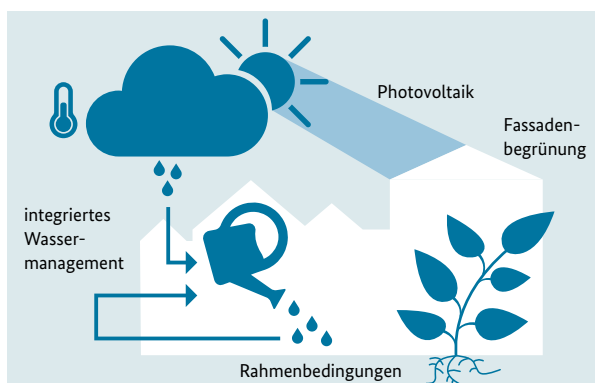 Photovoltaik
Fassaden-
begrünung
integriertes
Wasser-
management
Rahmenbedingungen